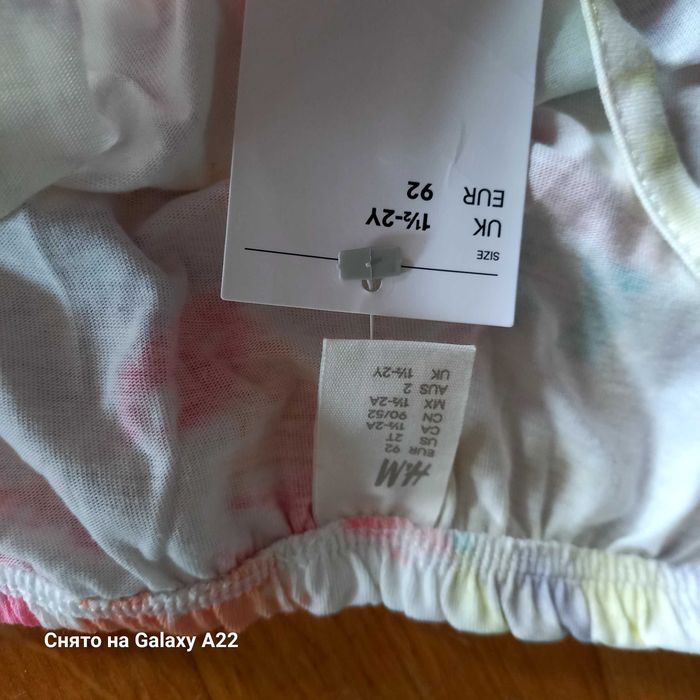 SIZE
UK 1½-2Y
EUR 92
H&M
EUR 92
US 2T
CA 1½-2A
CN 90/52
MX 1½-2A
AUS 2
UK 1½-2Y
Снято на Galaxy A22